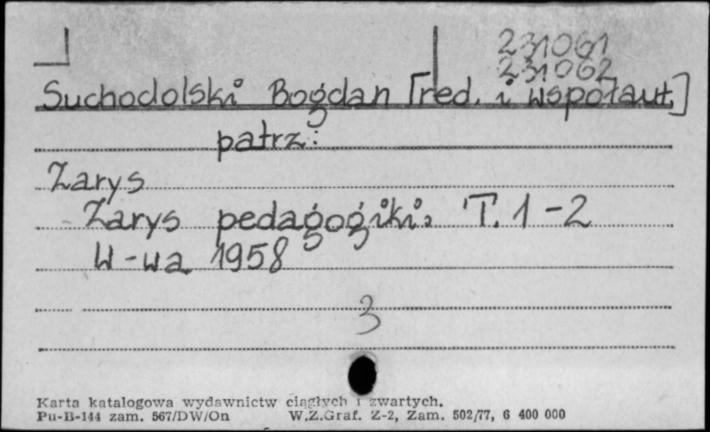 231061
231062
Suchodolski Bogdan [red. i współaut.]
patrz:
Zarys
Zarys pedagogiki. T. 1-2
W-wa 1958
3
Karta katalogowa wydawnictw ciągłych i zwartych.
Pu-B-144 zam. 567/DW/On W.Z.Graf. Z-2, Zam. 502/77, 6 400 000